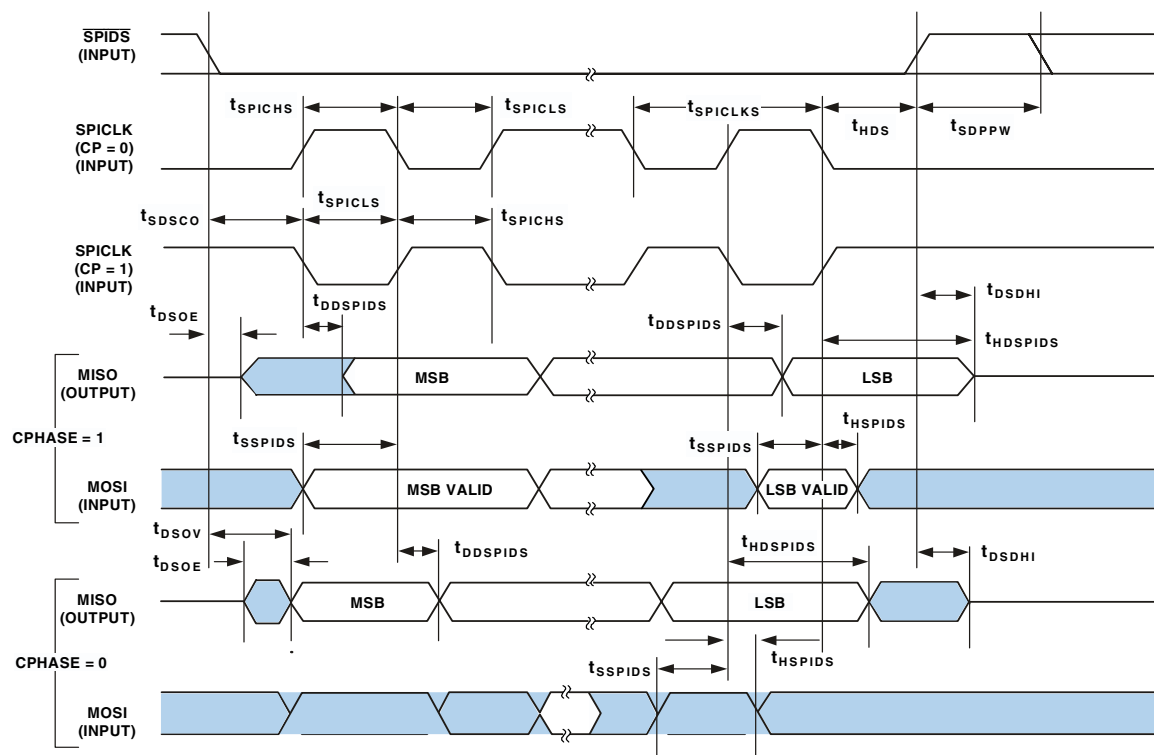 SPIDS
(INPUT)
tSPICHS
tSPICLS
tSPICLKS
tHDS
tSDPPW
SPICLK
(CP = 0)
(INPUT)
tSDSCO
tSPICLS
tSPICHS
SPICLK
(CP = 1)
(INPUT)
tDSOE
tDDSPIDS
tDDSPIDS
tDSDHI
tHDSPIDS
MISO
(OUTPUT)
MSB
LSB
CPHASE = 1
tSSPIDS
tSSPIDS
tHSPIDS
MOSI
(INPUT)
MSB VALID
LSB VALID
tDSOV
tDSOE
tDDSPIDS
tHDSPIDS
tDSDHI
MISO
(OUTPUT)
MSB
LSB
CPHASE = 0
tSSPIDS
tHSPIDS
MOSI
(INPUT)